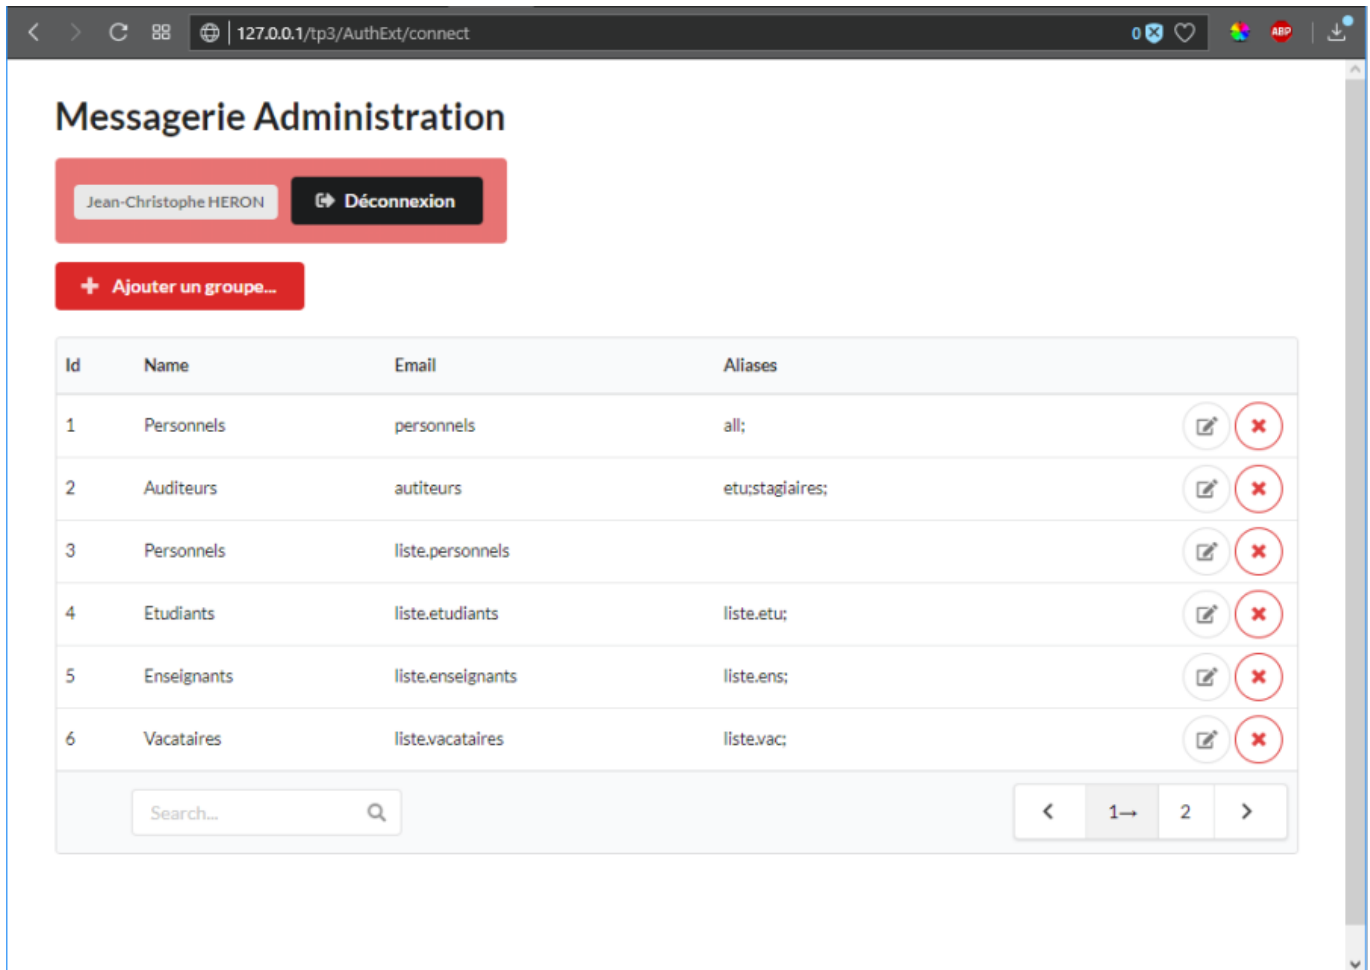 127.0.0.1/tp3/AuthExt/connect 0 ABP
Messagerie Administration
Jean-Christophe HERON Déconnexion
Ajouter un groupe...
Id Name Email Aliases
1 Personnels personnels all;
2 Auditeurs autiteurs etu;stagiaires;
3 Personnels liste.personnels
4 Etudiants liste.etudiants liste.etu;
5 Enseignants liste.enseignants liste.ens;
6 Vacataires liste.vacataires liste.vac;
Search... 1→ 2